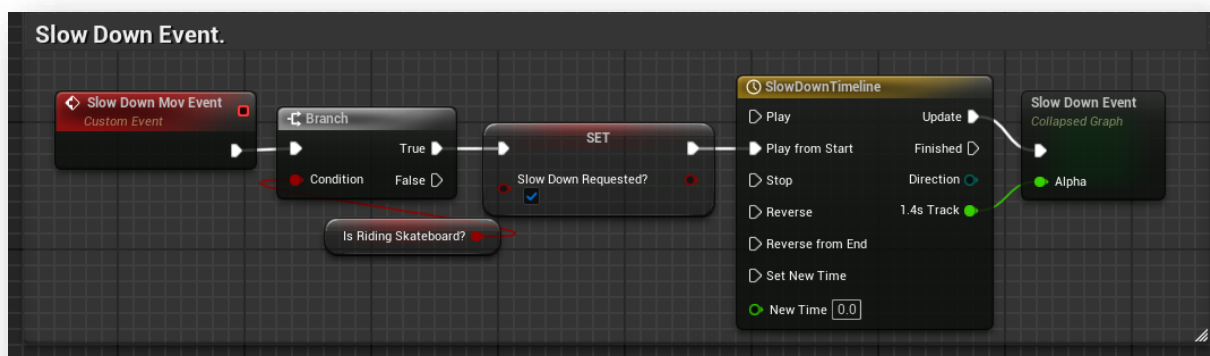 Slow Down Event.
Slow Down Mov Event
Custom Event
Branch
True
Condition
False
Is Riding Skateboard?
SET
Slow Down Requested?
SlowDownTimeline
Play
Update
Play from Start
Finished
Stop
Direction
Reverse
1.4s Track
Reverse from End
Set New Time
New Time 0.0
Slow Down Event
Collapsed Graph
Alpha